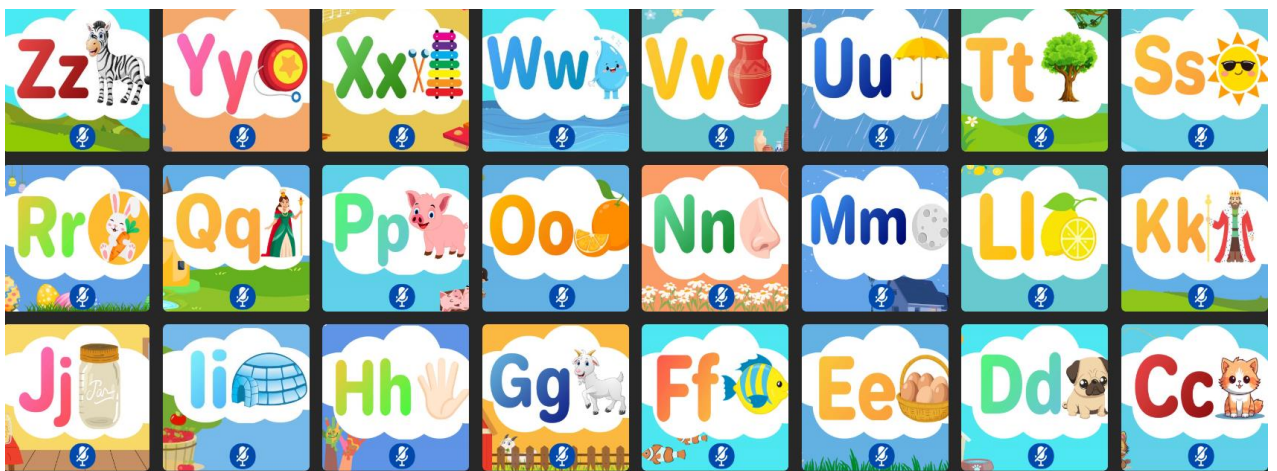 Zz Yy Xx Ww Vv Uu Tt Ss
Rr Qq Pp Oo Nn Mm Ll Kk
Jj Jar Ii Hh Gg Ff Ee Dd Cc